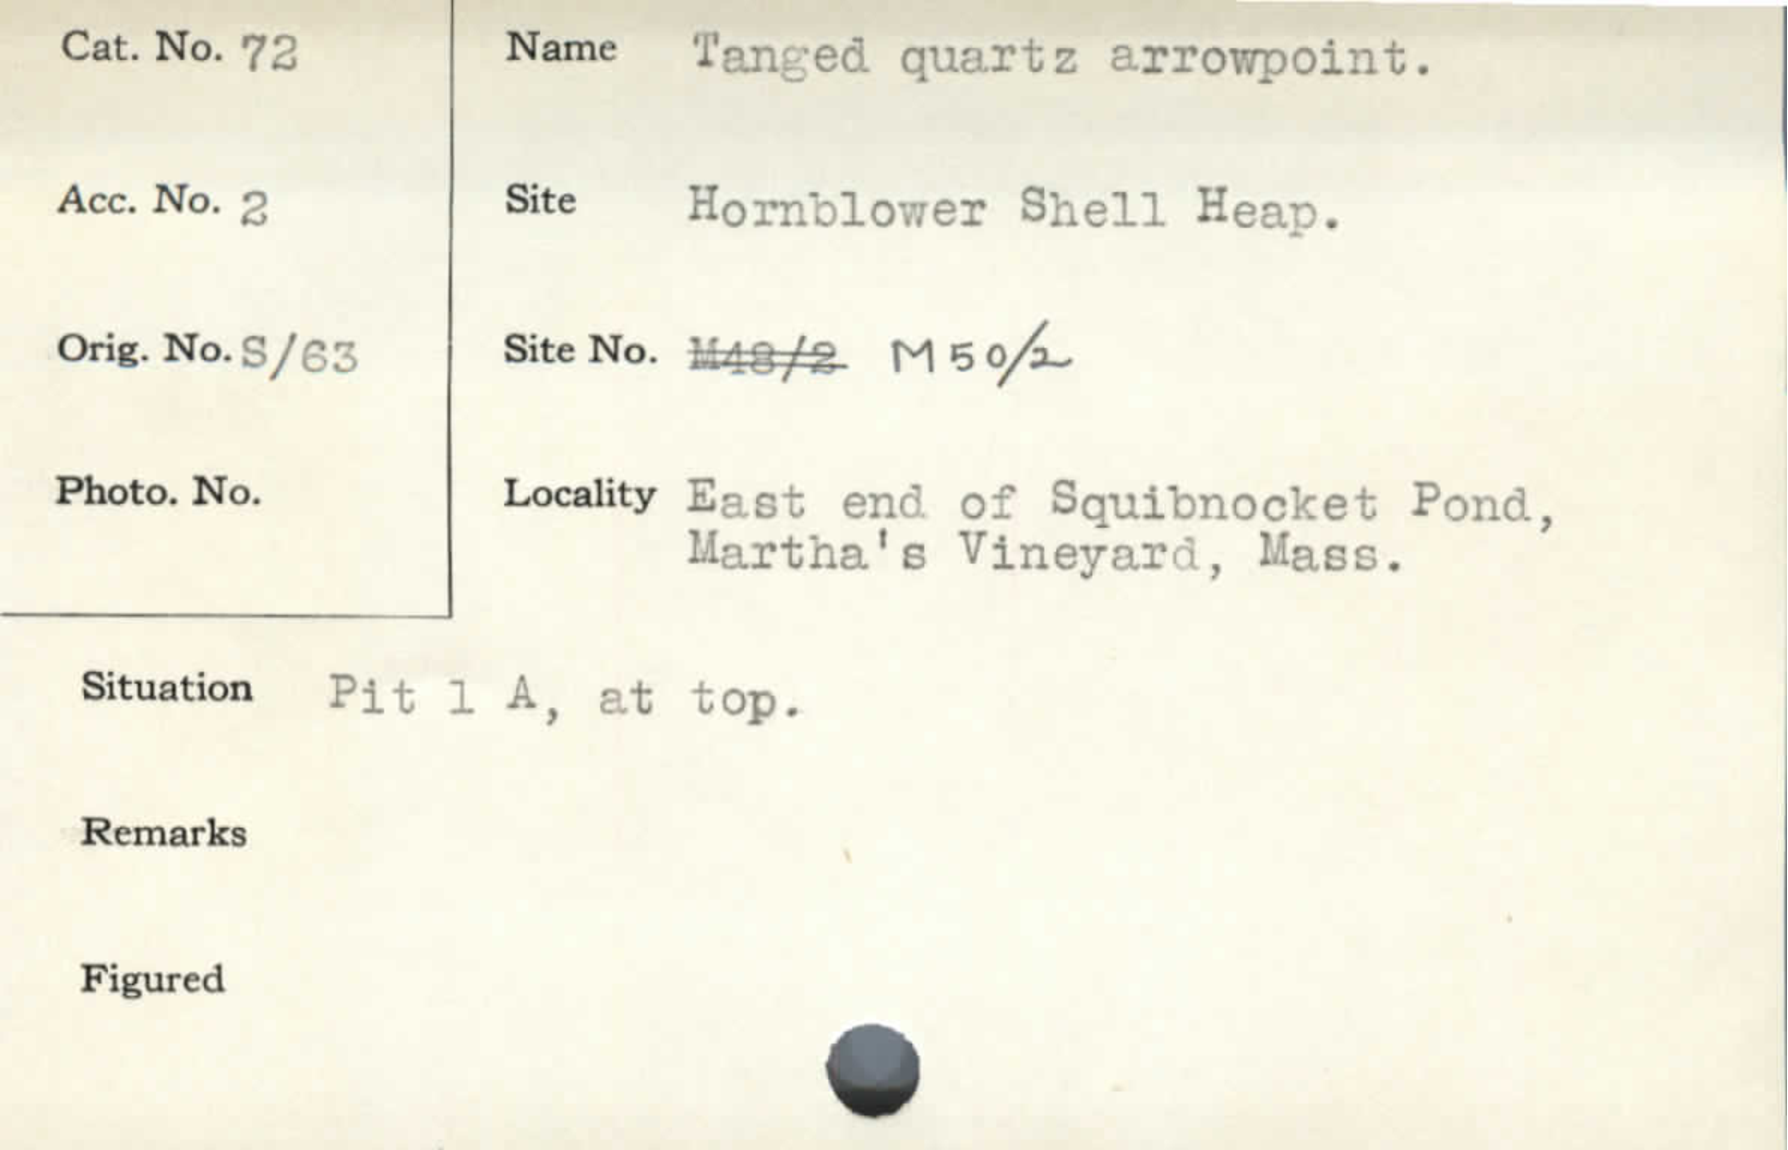 Cat. No. 72
Name Tanged quartz arrowpoint.
Acc. No. 2
Site Hornblower Shell Heap.
Orig. No. S/63
Site No. M48/2 M50/2
Photo. No.
Locality East end of Squibnocket Pond,
Martha's Vineyard, Mass.
Situation Pit 1 A, at top.
Remarks
Figured